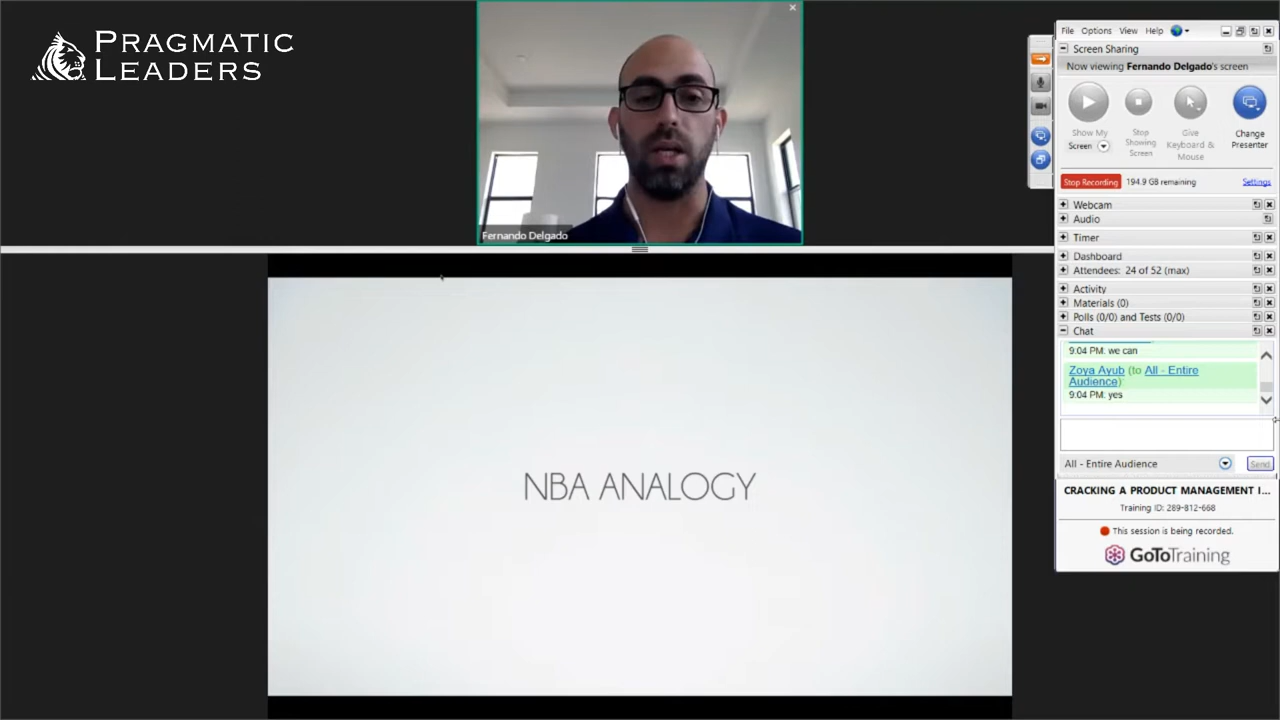 PRAGMATIC
LEADERS
Fernando Delgado
NBA ANALOGY
File Options View Help
Screen Sharing
Now viewing Fernando Delgado's screen
Show My
Screen
Stop
Showing
Screen
Give
Keyboard &
Mouse
Change
Presenter
Stop Recording 194.9 GB remaining Settings
Webcam
Audio
Timer
Dashboard
Attendees: 24 of 52 (max)
Activity
Materials (0)
Polls (0/0) and Tests (0/0)
Chat
9:04 PM: we can
Zoya Ayub (to All - Entire
Audience):
9:04 PM: yes
All - Entire Audience Send
CRACKING A PRODUCT MANAGEMENT I...
Training ID: 289-812-668
This session is being recorded.
GoToTraining